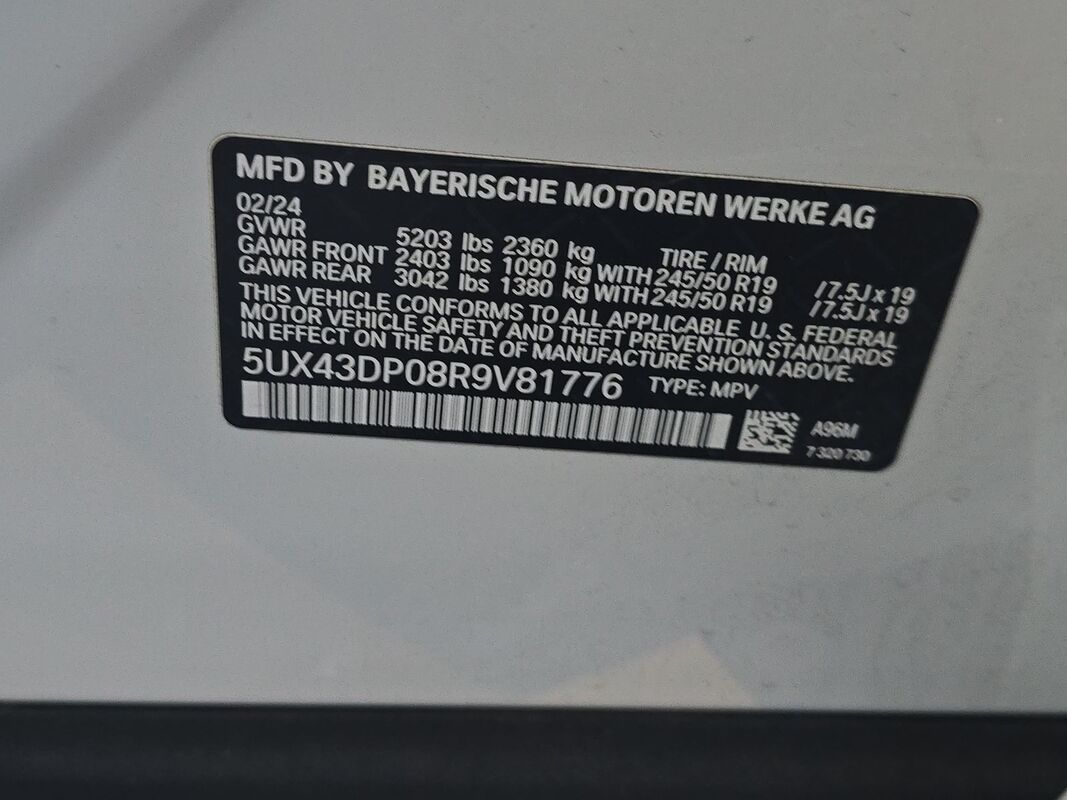 MFD BY BAYERISCHE MOTOREN WERKE AG
02/24
GVWR 5203 lbs 2360 kg TIRE / RIM
GAWR FRONT 2403 lbs 1090 kg WITH 245/50 R19 / 7.5J x 19
GAWR REAR 3042 lbs 1380 kg WITH 245/50 R19 / 7.5J x 19
THIS VEHICLE CONFORMS TO ALL APPLICABLE U. S. FEDERAL
MOTOR VEHICLE SAFETY AND THEFT PREVENTION STANDARDS
IN EFFECT ON THE DATE OF MANUFACTURE SHOWN ABOVE.
5UX43DP08R9V81776 TYPE: MPV
A96M
7 320 730